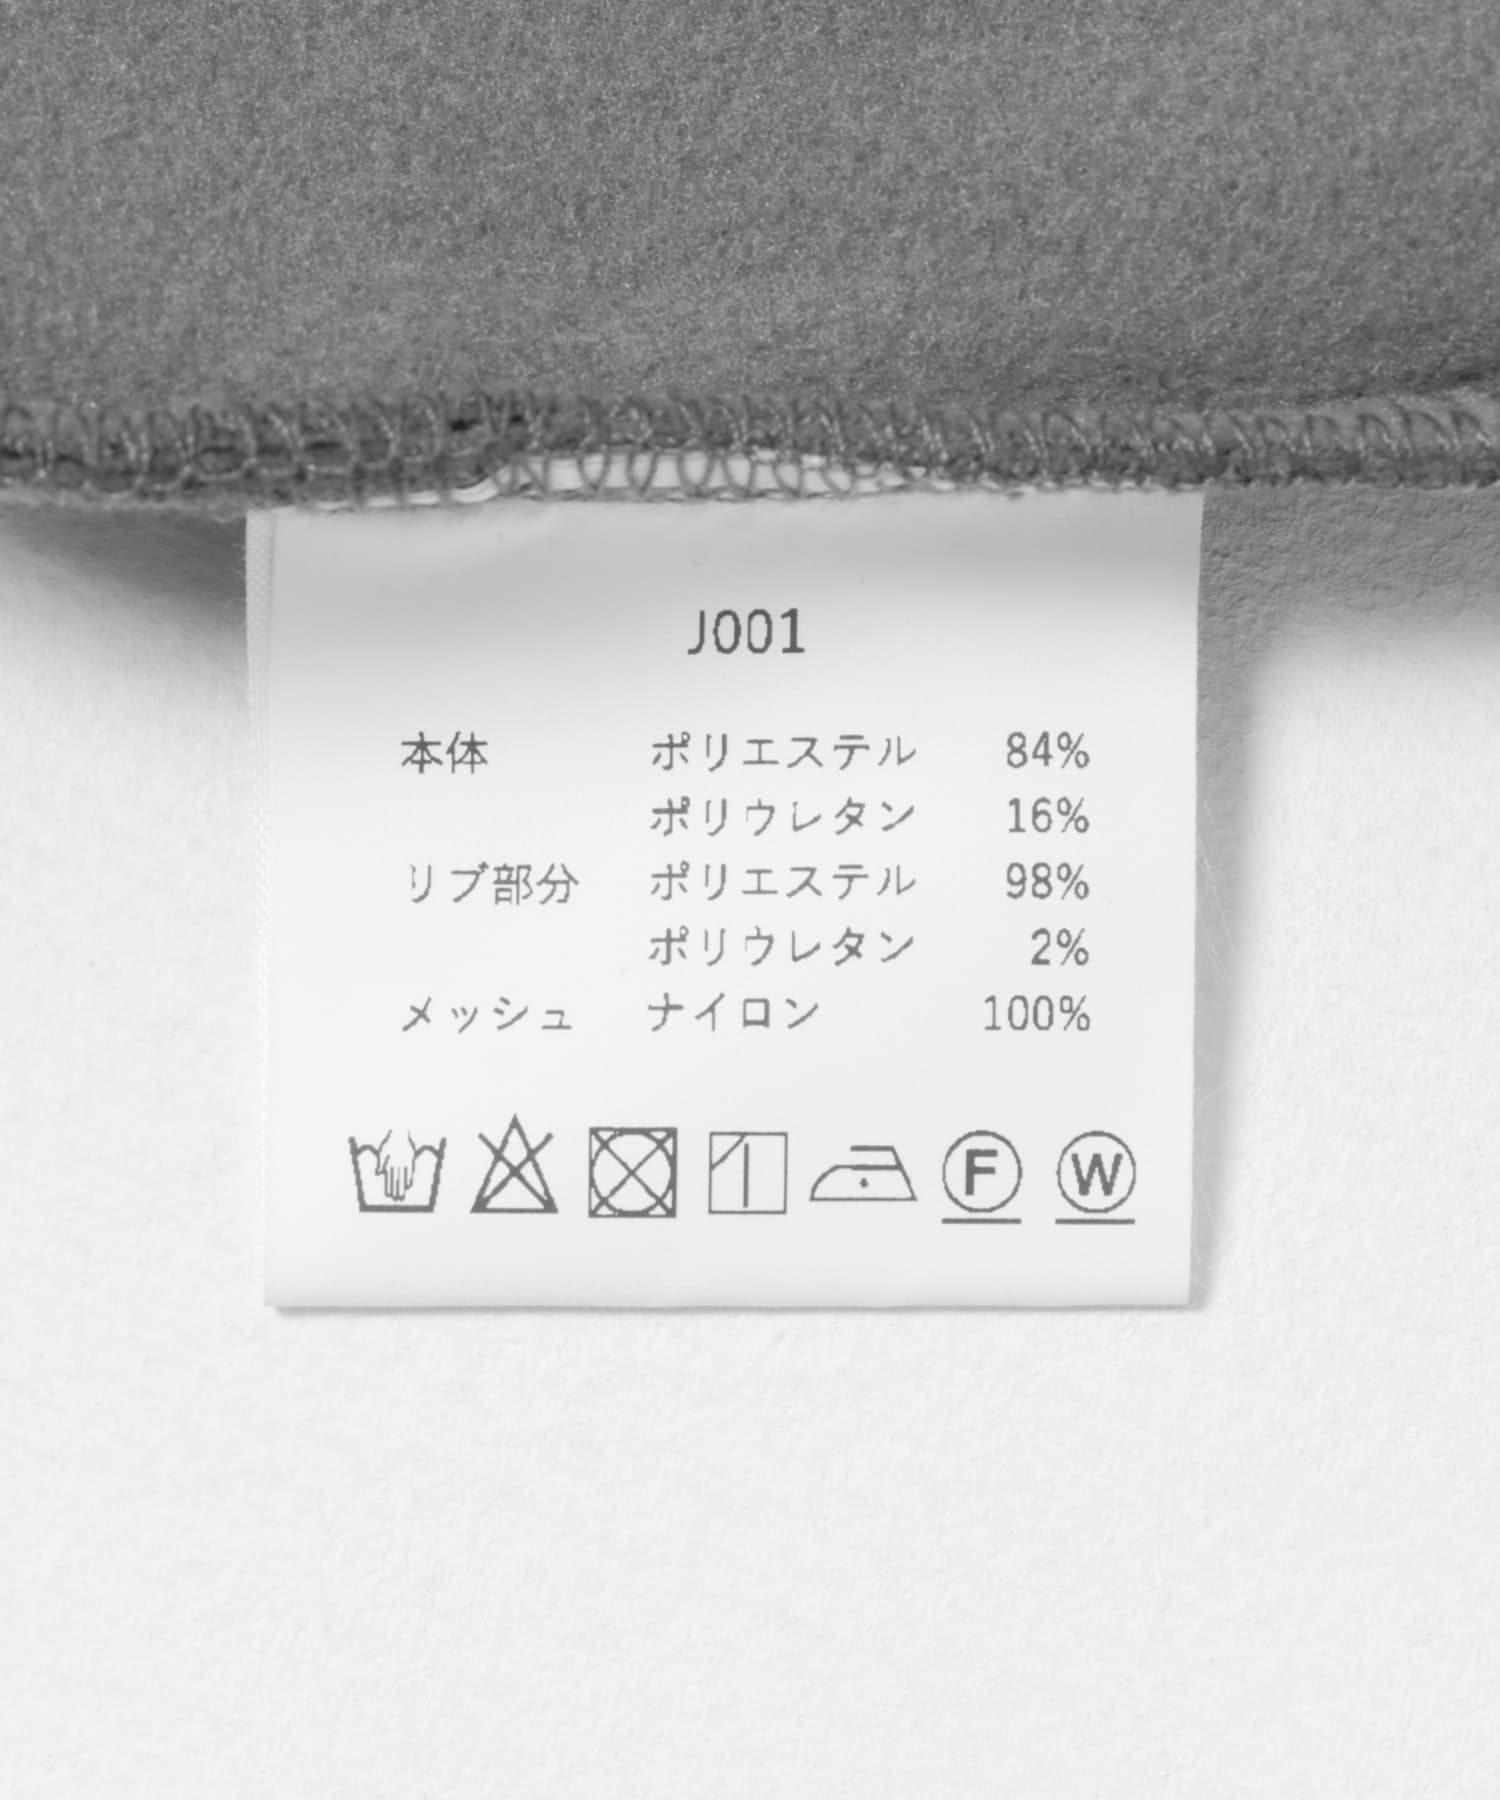 J001
本体 ポリエステル 84%
ポリウレタン 16%
リブ部分 ポリエステル 98%
ポリウレタン 2%
メッシュ ナイロン 100%
F W